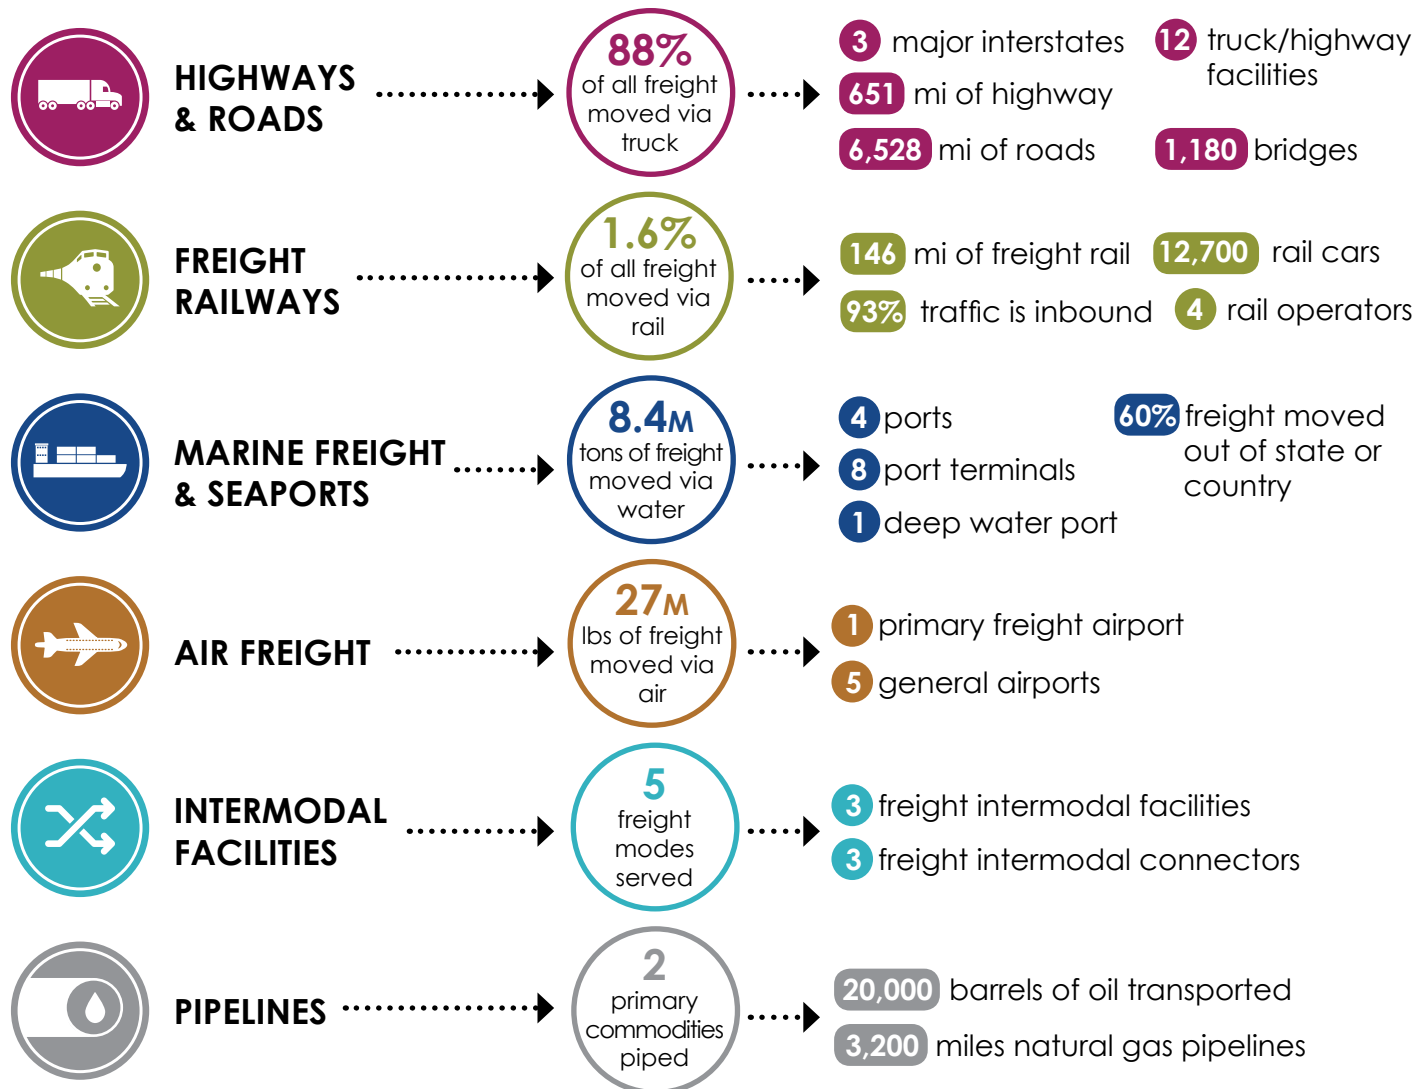 HIGHWAYS
& ROADS
88%
of all freight
moved via
truck
3 major interstates
651 mi of highway
6,528 mi of roads
12 truck/highway
facilities
1,180 bridges
FREIGHT
RAILWAYS
1.6%
of all freight
moved via
rail
146 mi of freight rail
12,700 rail cars
93% traffic is inbound
4 rail operators
MARINE FREIGHT
& SEAPORTS
8.4M
tons of freight
moved via
water
4 ports
8 port terminals
1 deep water port
60% freight moved
out of state or
country
AIR FREIGHT
27M
lbs of freight
moved via
air
1 primary freight airport
5 general airports
INTERMODAL
FACILITIES
5
freight
modes
served
3 freight intermodal facilities
3 freight intermodal connectors
PIPELINES
2
primary
commodities
piped
20,000 barrels of oil transported
3,200 miles natural gas pipelines